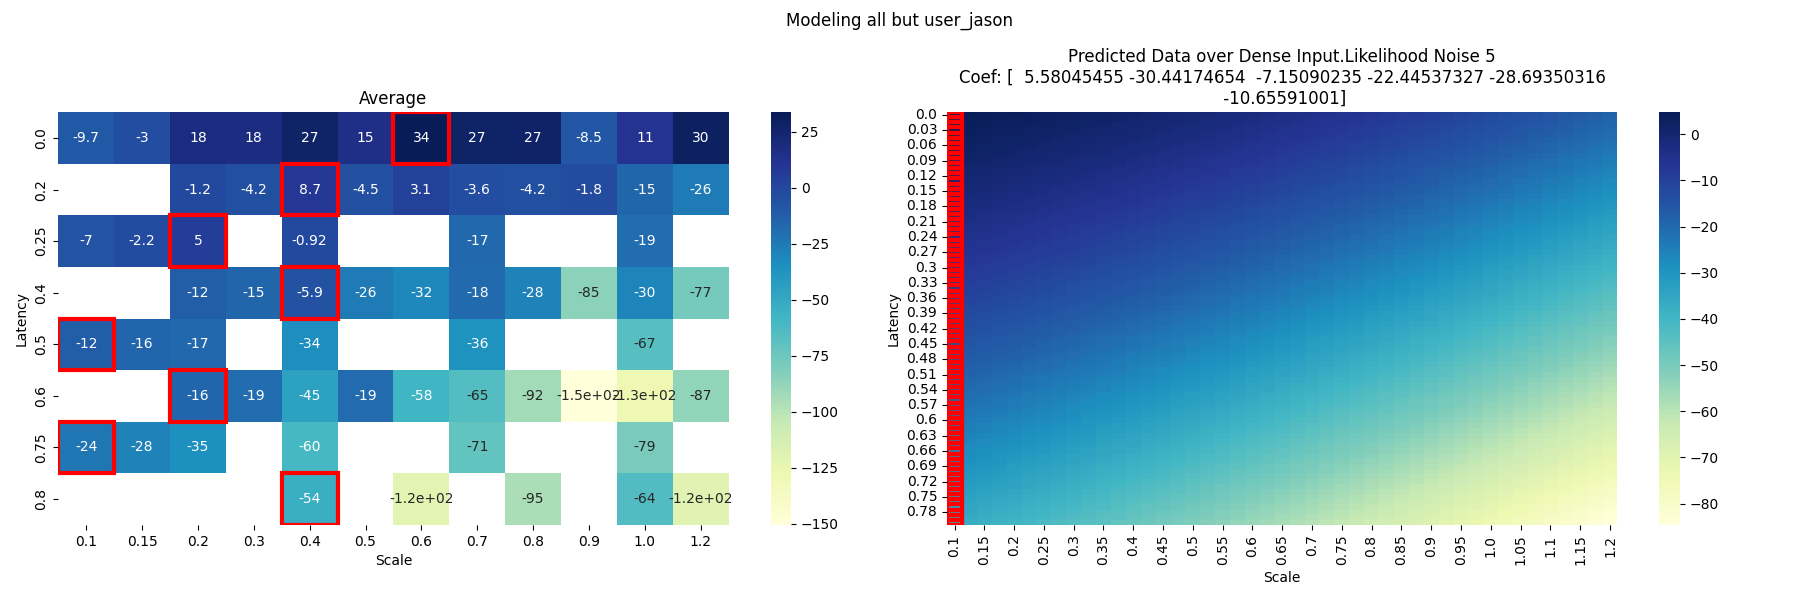 Modeling all but user_jason
Average
0.0 -9.7 -3 18 18 27 15 34 27 27 -8.5 11 30
0.2 -1.2 -4.2 8.7 -4.5 3.1 -3.6 -4.2 -1.8 -15 -26
0.25 -7 -2.2 5 -0.92 -17 -19
0.4 -12 -15 -5.9 -26 -32 -18 -28 -85 -30 -77
0.5 -12 -16 -17 -34 -36 -67
0.6 -16 -19 -45 -19 -58 -65 -92 -1.5e+02 -1.3e+02 -87
0.75 -24 -28 -35 -60 -71 -79
0.8 -54 -1.2e+02 -95 -64 -1.2e+02
Latency
0.1 0.15 0.2 0.3 0.4 0.5 0.6 0.7 0.8 0.9 1.0 1.2
Scale
25
0
−25
−50
−75
−100
−125
−150
Predicted Data over Dense Input.Likelihood Noise 5
Coef: [ 5.58045455 -30.44174654 -7.15090235 -22.44537327 -28.69350316
-10.65591001]
0.0
0.03
0.06
0.09
0.12
0.15
0.18
0.21
0.24
0.27
0.3
0.33
0.36
0.39
0.42
0.45
0.48
0.51
0.54
0.57
0.6
0.63
0.66
0.69
0.72
0.75
0.78
Latency
0.1 0.15 0.2 0.25 0.3 0.35 0.4 0.45 0.5 0.55 0.6 0.65 0.7 0.75 0.8 0.85 0.9 0.95 1.0 1.05 1.1 1.15 1.2
Scale
0
−10
−20
−30
−40
−50
−60
−70
−80